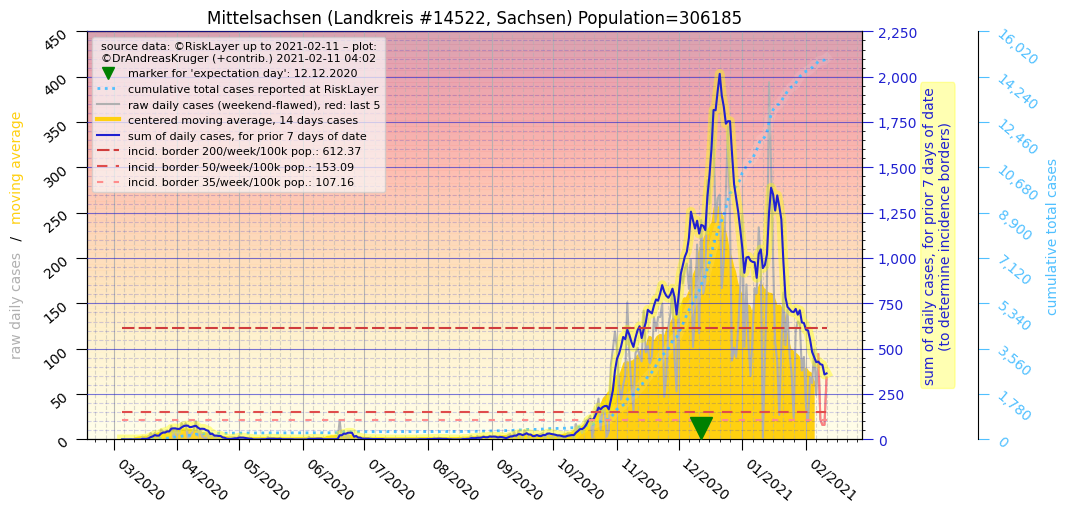 Mittelsachsen (Landkreis #14522, Sachsen) Population=306185
source data: ©RiskLayer up to 2021-02-11 – plot:
©DrAndreasKruger (+contrib.) 2021-02-11 04:02
marker for 'expectation day': 12.12.2020
cumulative total cases reported at RiskLayer
raw daily cases (weekend-flawed), red: last 5
centered moving average, 14 days cases
sum of daily cases, for prior 7 days of date
incid. border 200/week/100k pop.: 612.37
incid. border 50/week/100k pop.: 153.09
incid. border 35/week/100k pop.: 107.16
raw daily cases / moving average
450
400
350
300
250
200
150
100
50
0
03/2020
04/2020
05/2020
06/2020
07/2020
08/2020
09/2020
10/2020
11/2020
12/2020
01/2021
02/2021
2,250
2,000
1,750
1,500
1,250
1,000
750
500
250
0
sum of daily cases, for prior 7 days of date
(to determine incidence borders)
16,020
14,240
12,460
10,680
8,900
7,120
5,340
3,560
1,780
0
cumulative total cases